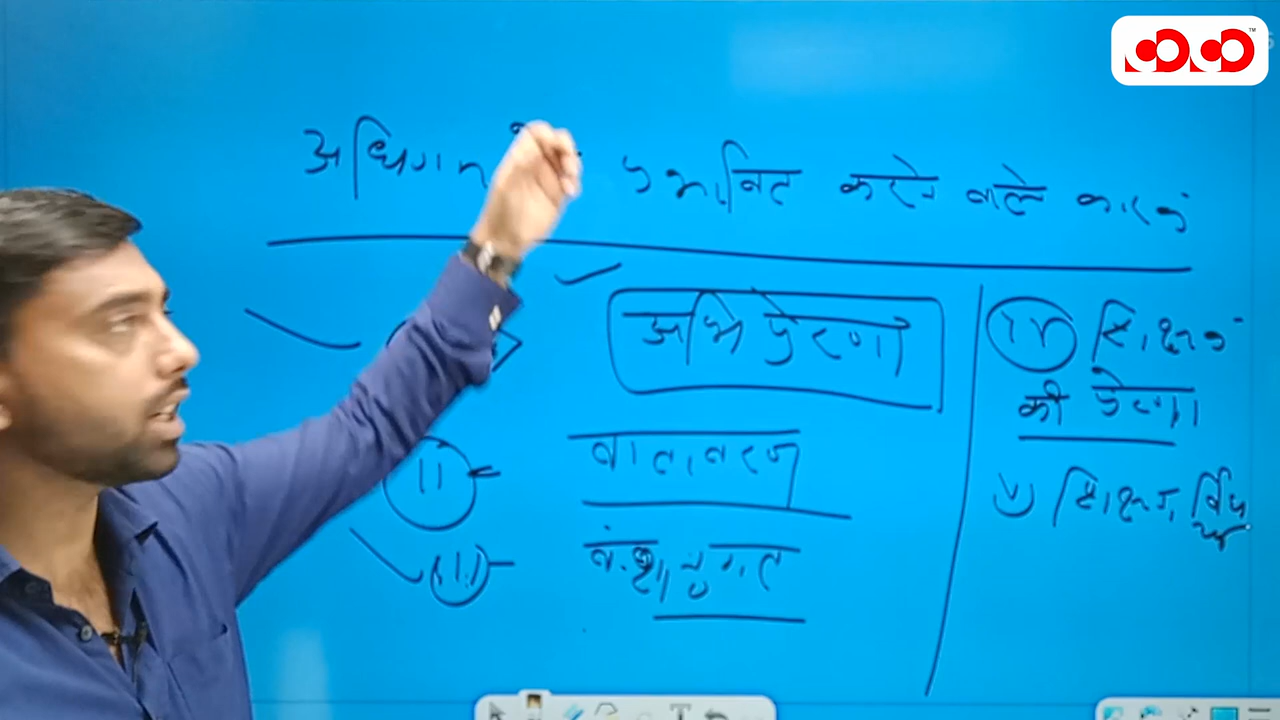 अधिगम प्रभावित करने वाले कारक
अभिप्रेरणा
II वातावरण
(III) वंशानुगत
IV शिक्षक
की प्रेरणा
V) शिक्षण विधि